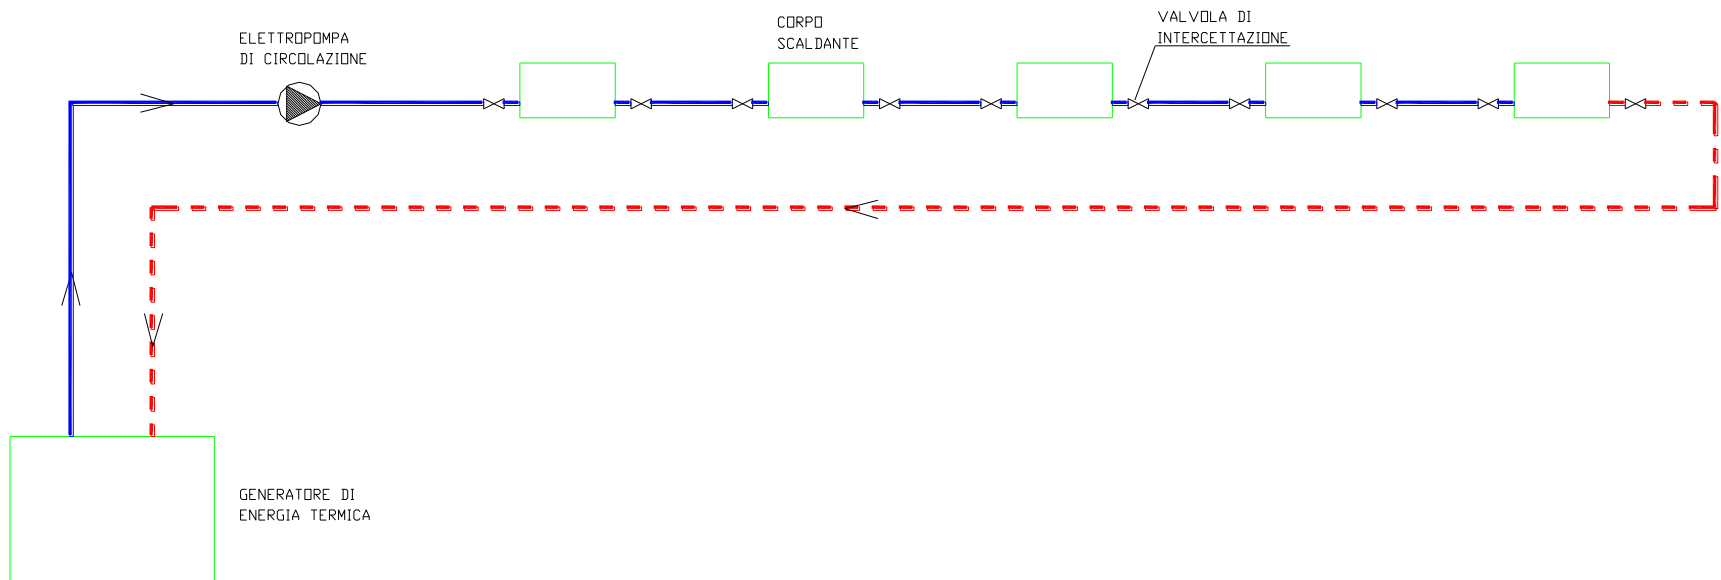 ELETTROPOMPA
DI CIRCOLAZIONE
CORPO
SCALDANTE
VALVOLA DI
INTERCETTAZIONE
GENERATORE DI
ENERGIA TERMICA